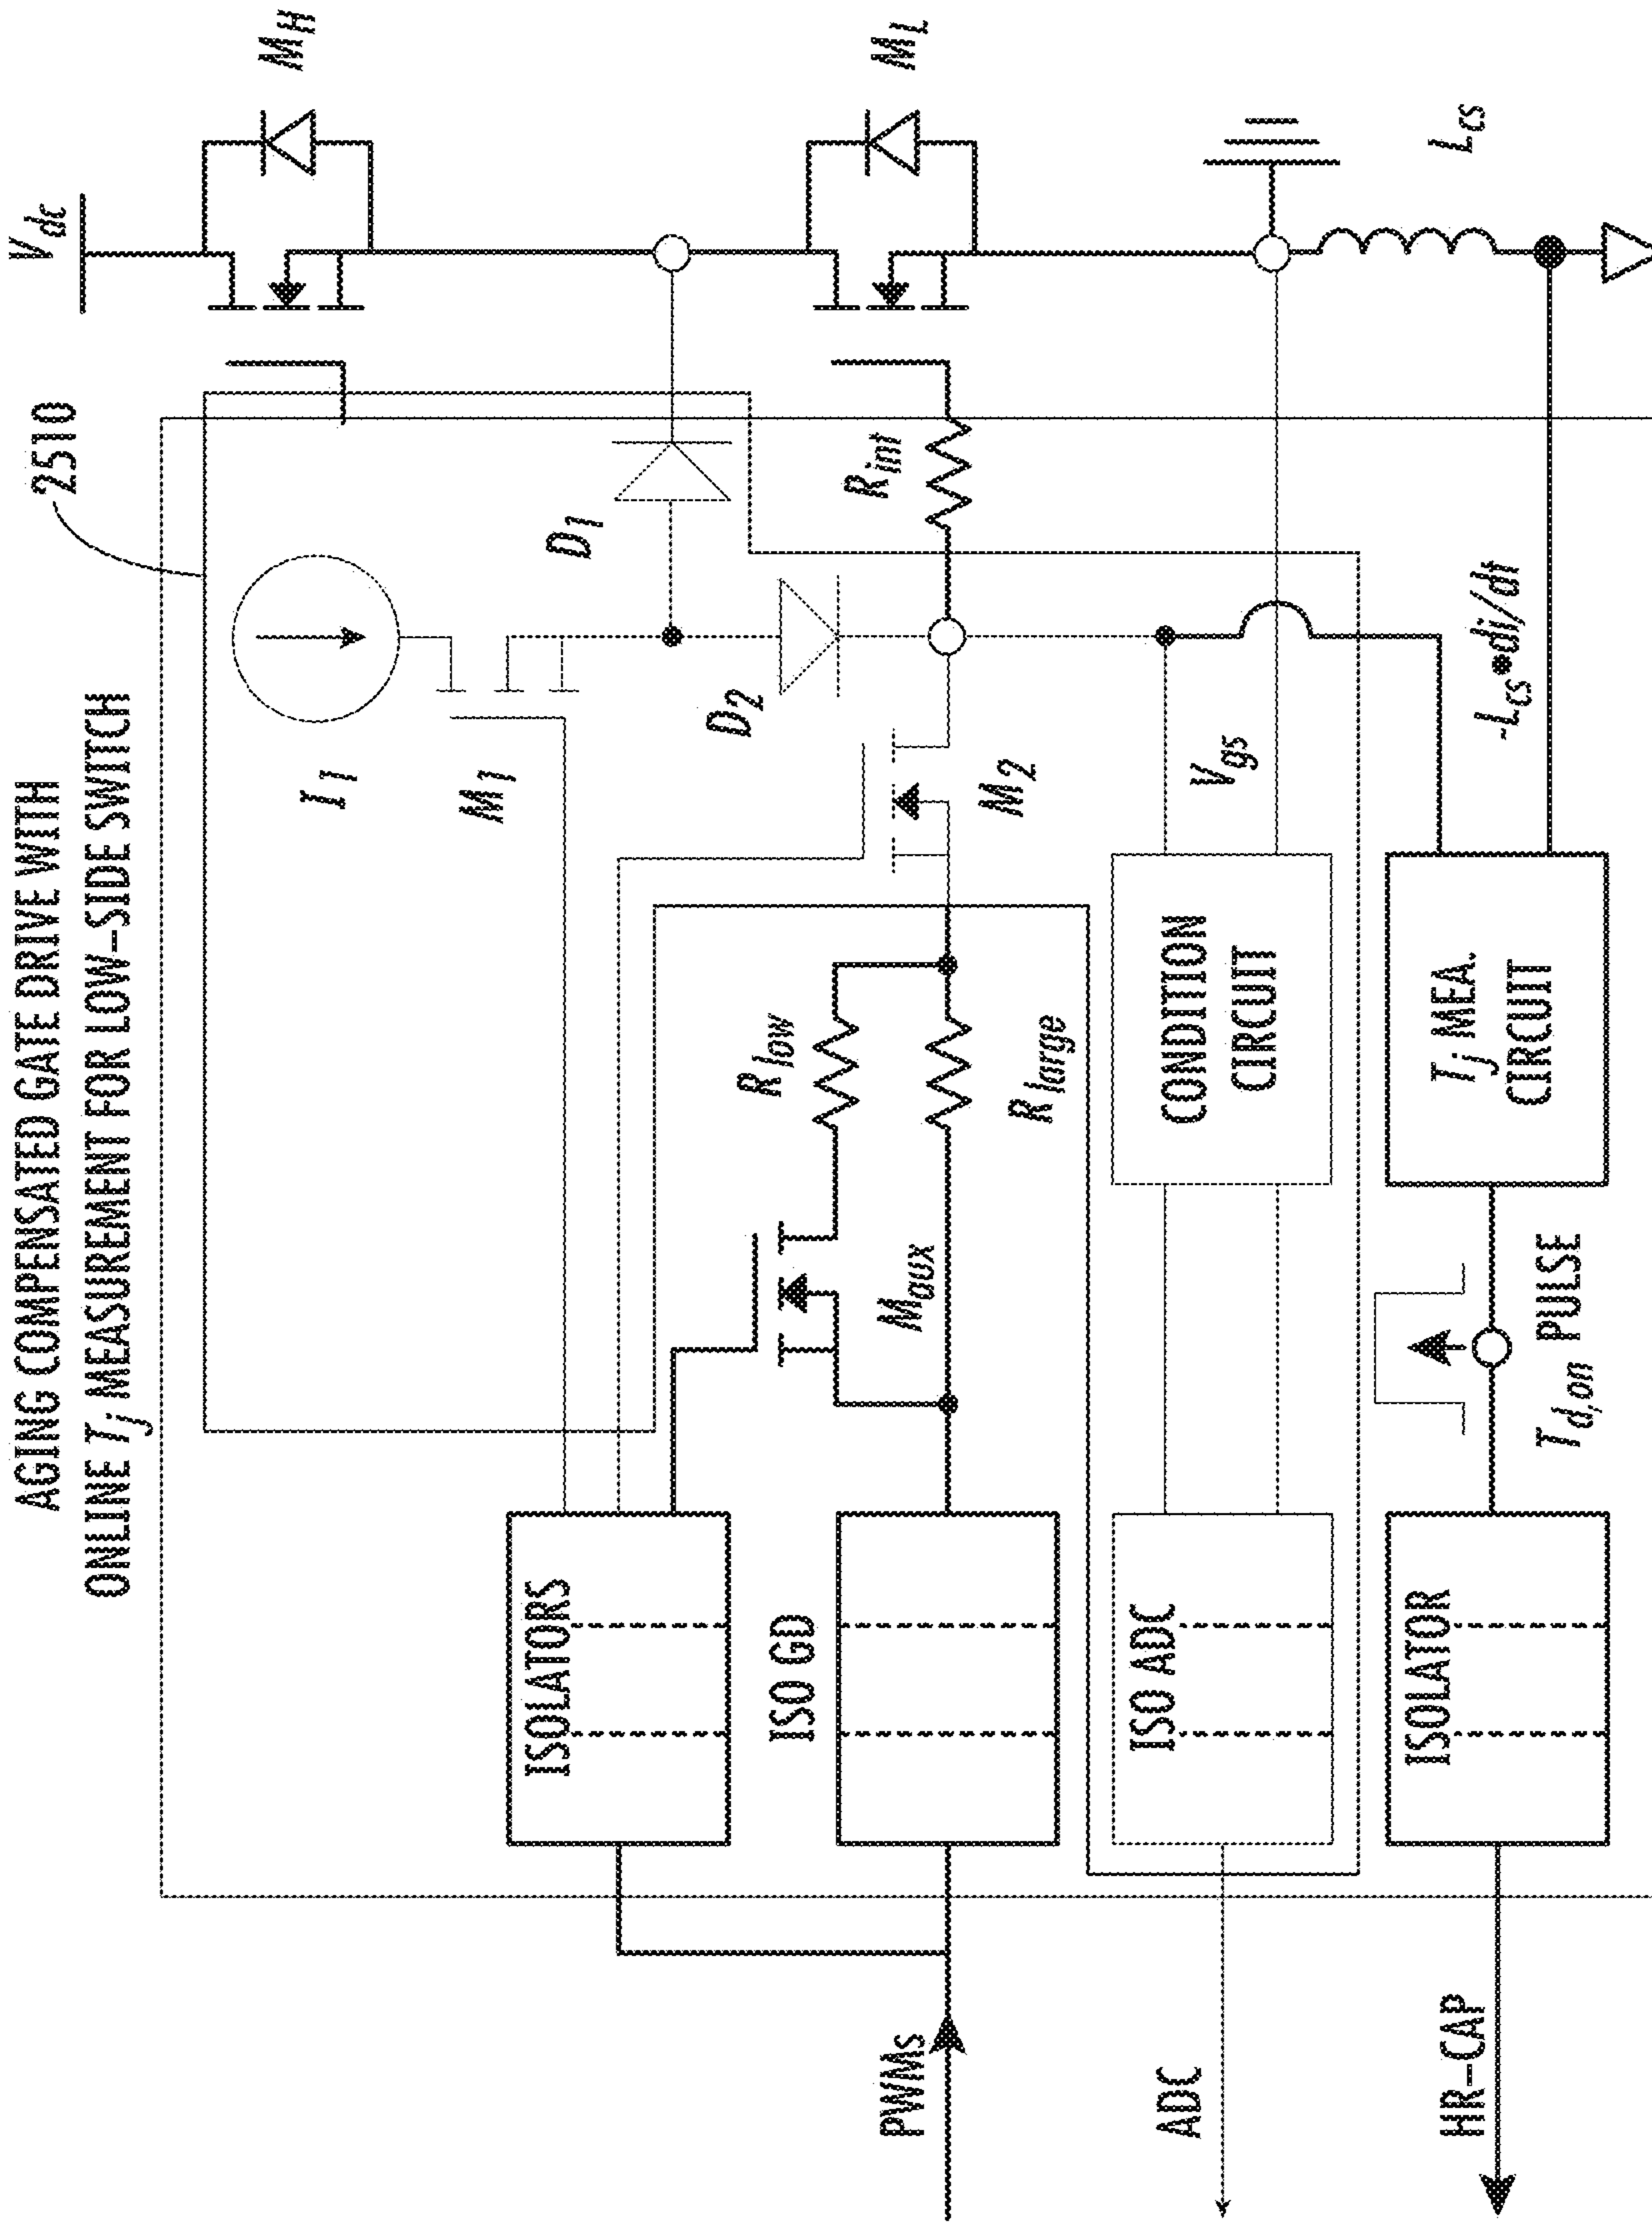 AGING COMPENSATED GATE DRIVE WITH
ONLINE Tj MEASUREMENT FOR LOW-SIDE SWITCH
2510
Vdc
MH
I1
M1
D1
D2
ML
Rint
M2
Rlow
Rlarge
Maux
ISOLATORS
ISO GD
PWMs
Vgs
CONDITION
CIRCUIT
ISO ADC
ADC
Lcs
-Lcs•di/dt
Tj MEA.
CIRCUIT
Td,on PULSE
ISOLATOR
HR-CAP